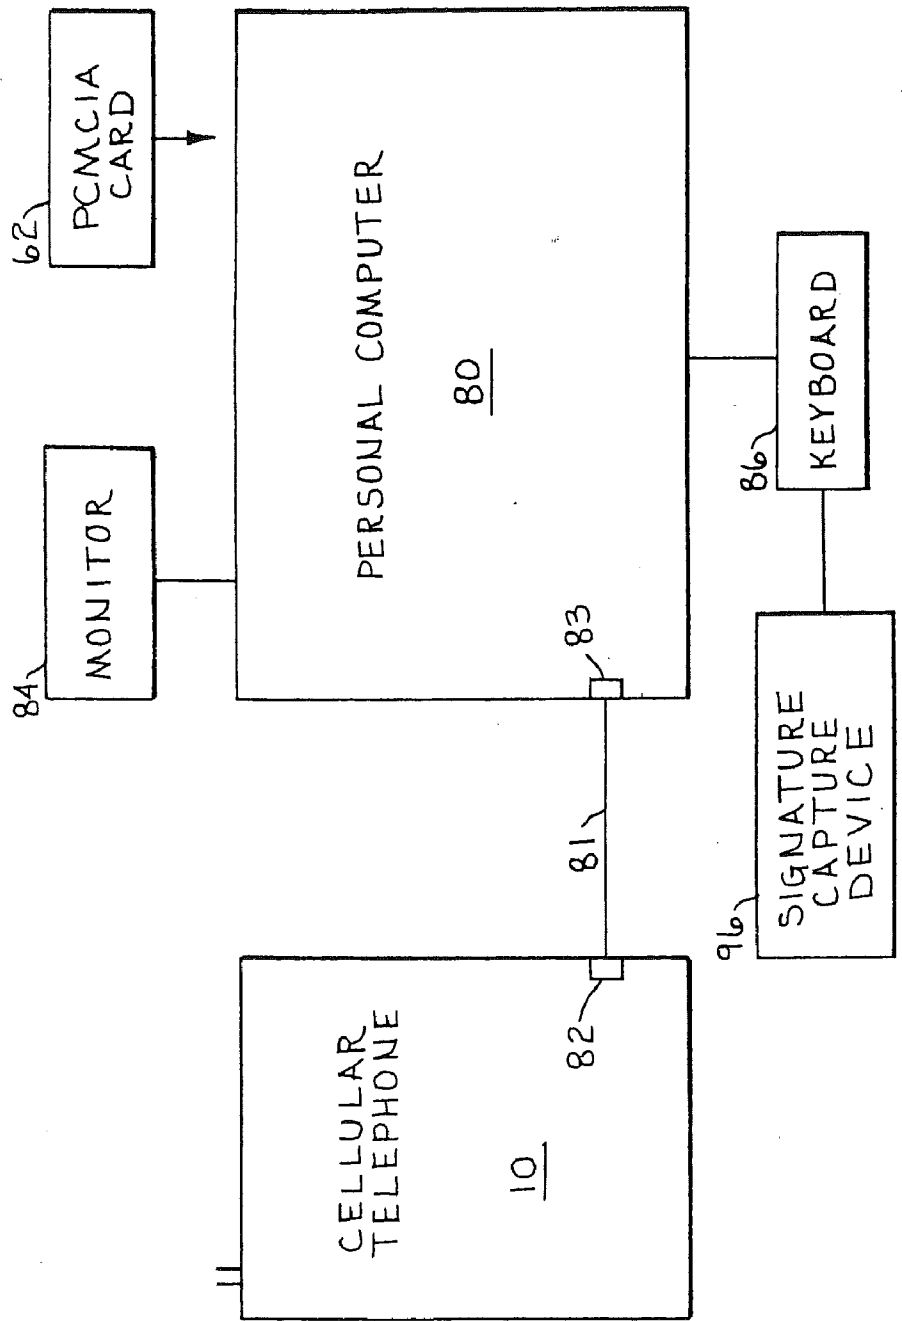 84
MONITOR
62
PCMCIA
CARD
CELLULAR
TELEPHONE
10
82
81
83
PERSONAL COMPUTER
80
96
SIGNATURE
CAPTURE
DEVICE
86
KEYBOARD